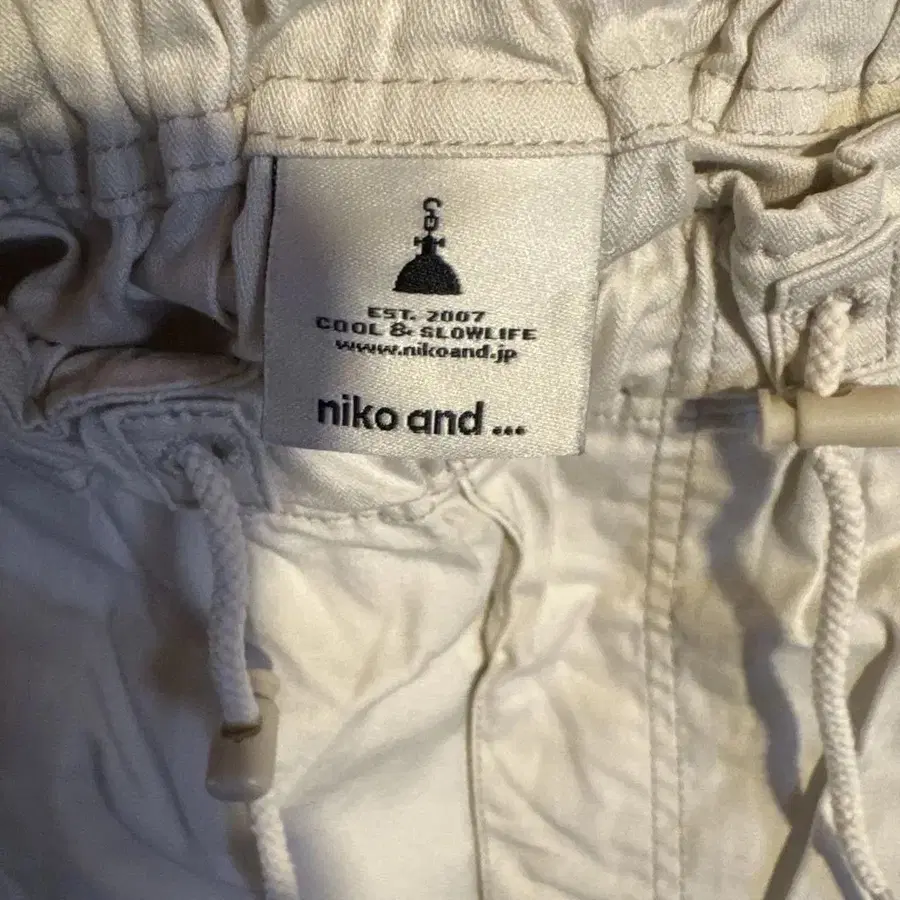 EST. 2007
COOL & SLOWLIFE
www.nikoand.jp
niko and ...